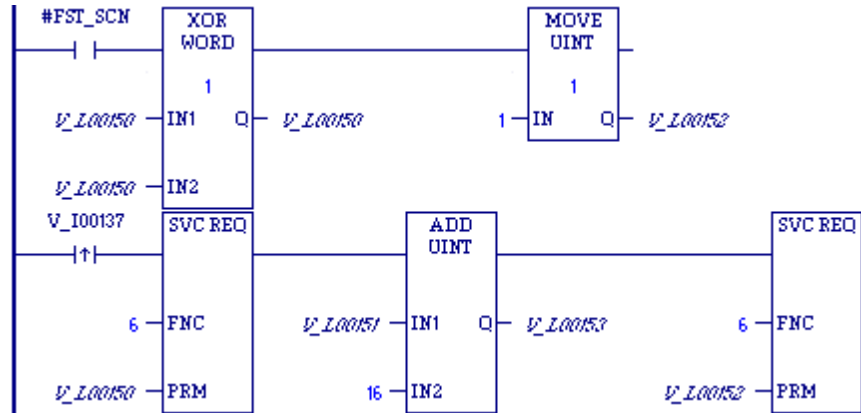 #FST_SCN XOR WORD MOVE UINT
1 1
V_L00150 IN1 Q V_L00150 1 IN Q V_L00152
V_L00150 IN2
V_I00137 SVC REQ ADD UINT SVC REQ
6 FNC V_L00151 IN1 Q V_L00153 6 FNC
V_L00150 PRM 16 IN2 V_L00152 PRM